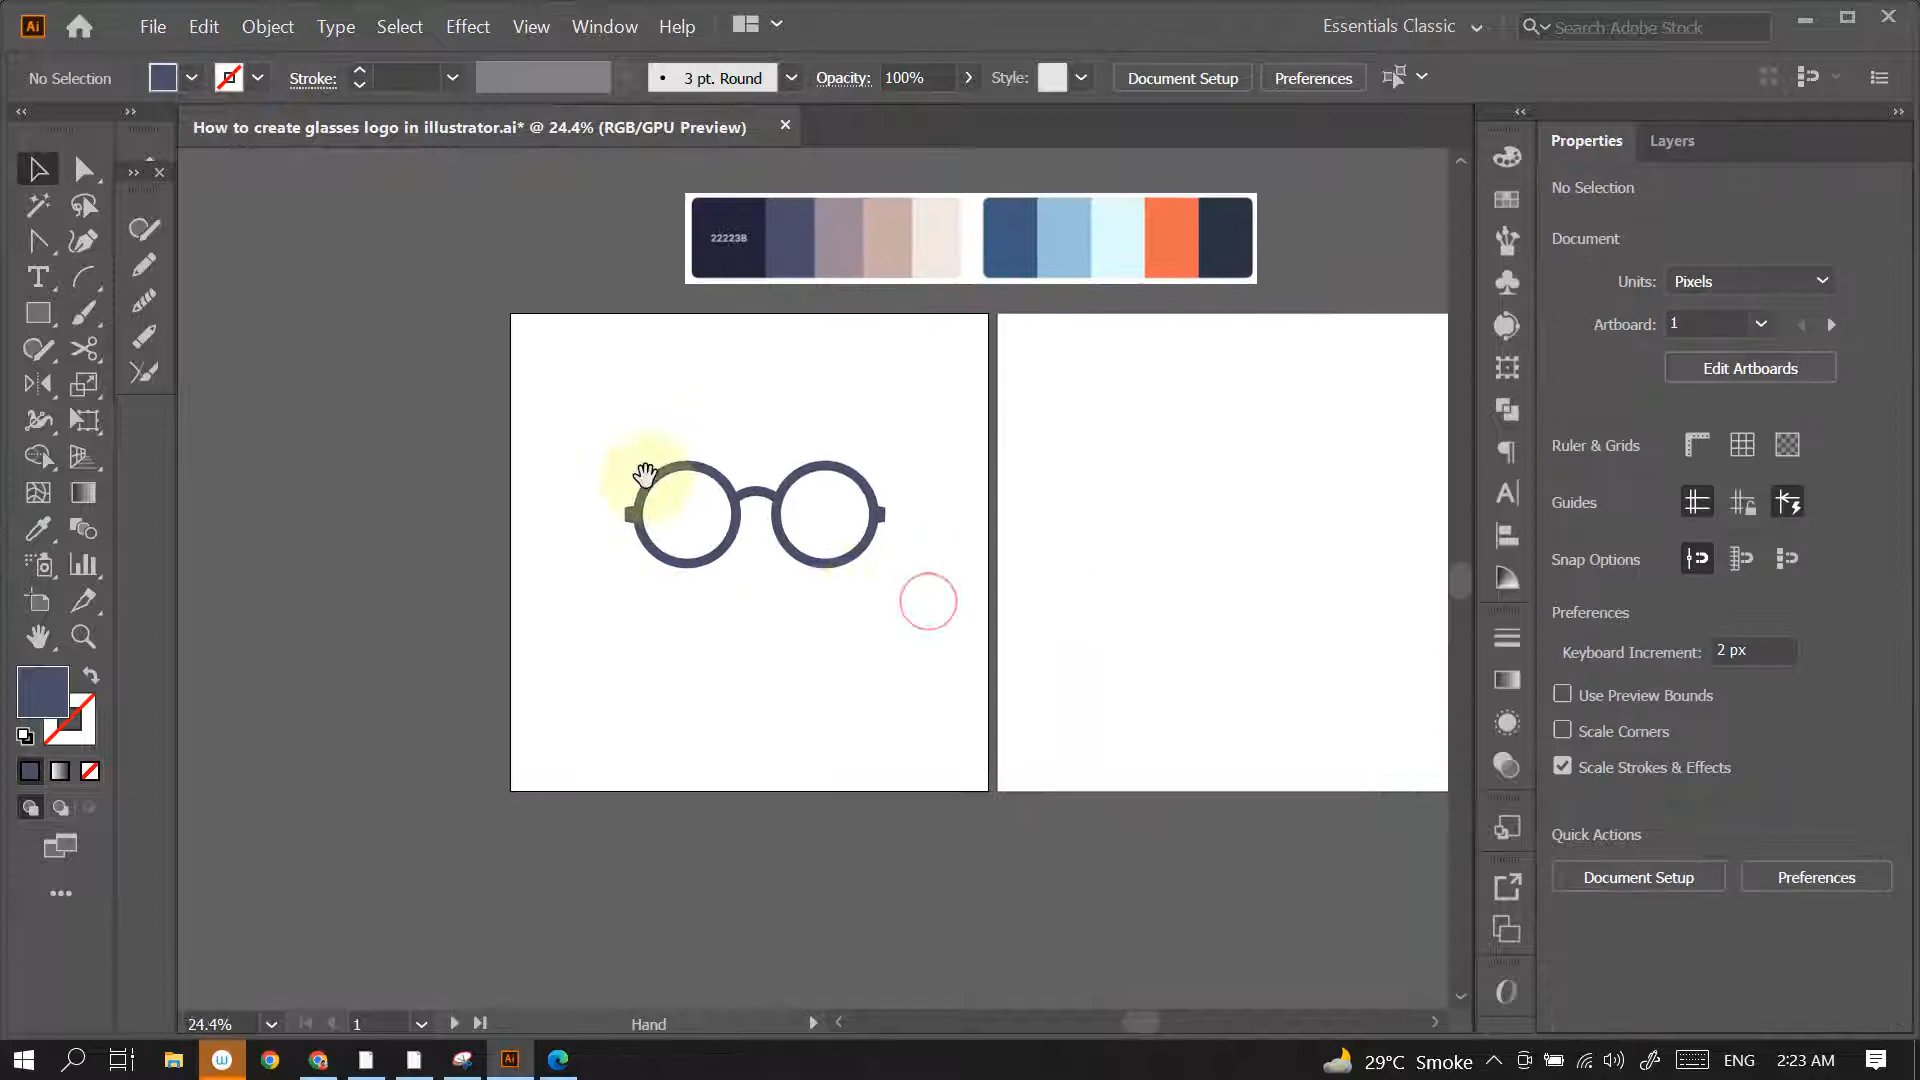 Ai File Edit Object Type Select Effect View Window Help Essentials Classic Search Adobe Stock
No Selection Stroke: 3 pt. Round Opacity: 100% Style: Document Setup Preferences
How to create glasses logo in illustrator.ai* @ 24.4% (RGB/GPU Preview)
Properties Layers
No Selection
Document
222223B
Units: Pixels
Artboard: 1
Edit Artboards
Ruler & Grids
Guides
Snap Options
Preferences
Keyboard Increment: 2 px
Use Preview Bounds
Scale Corners
Scale Strokes & Effects
Quick Actions
Document Setup Preferences
24.4% 1 Hand
Ai 29°C Smoke ENG 2:23 AM